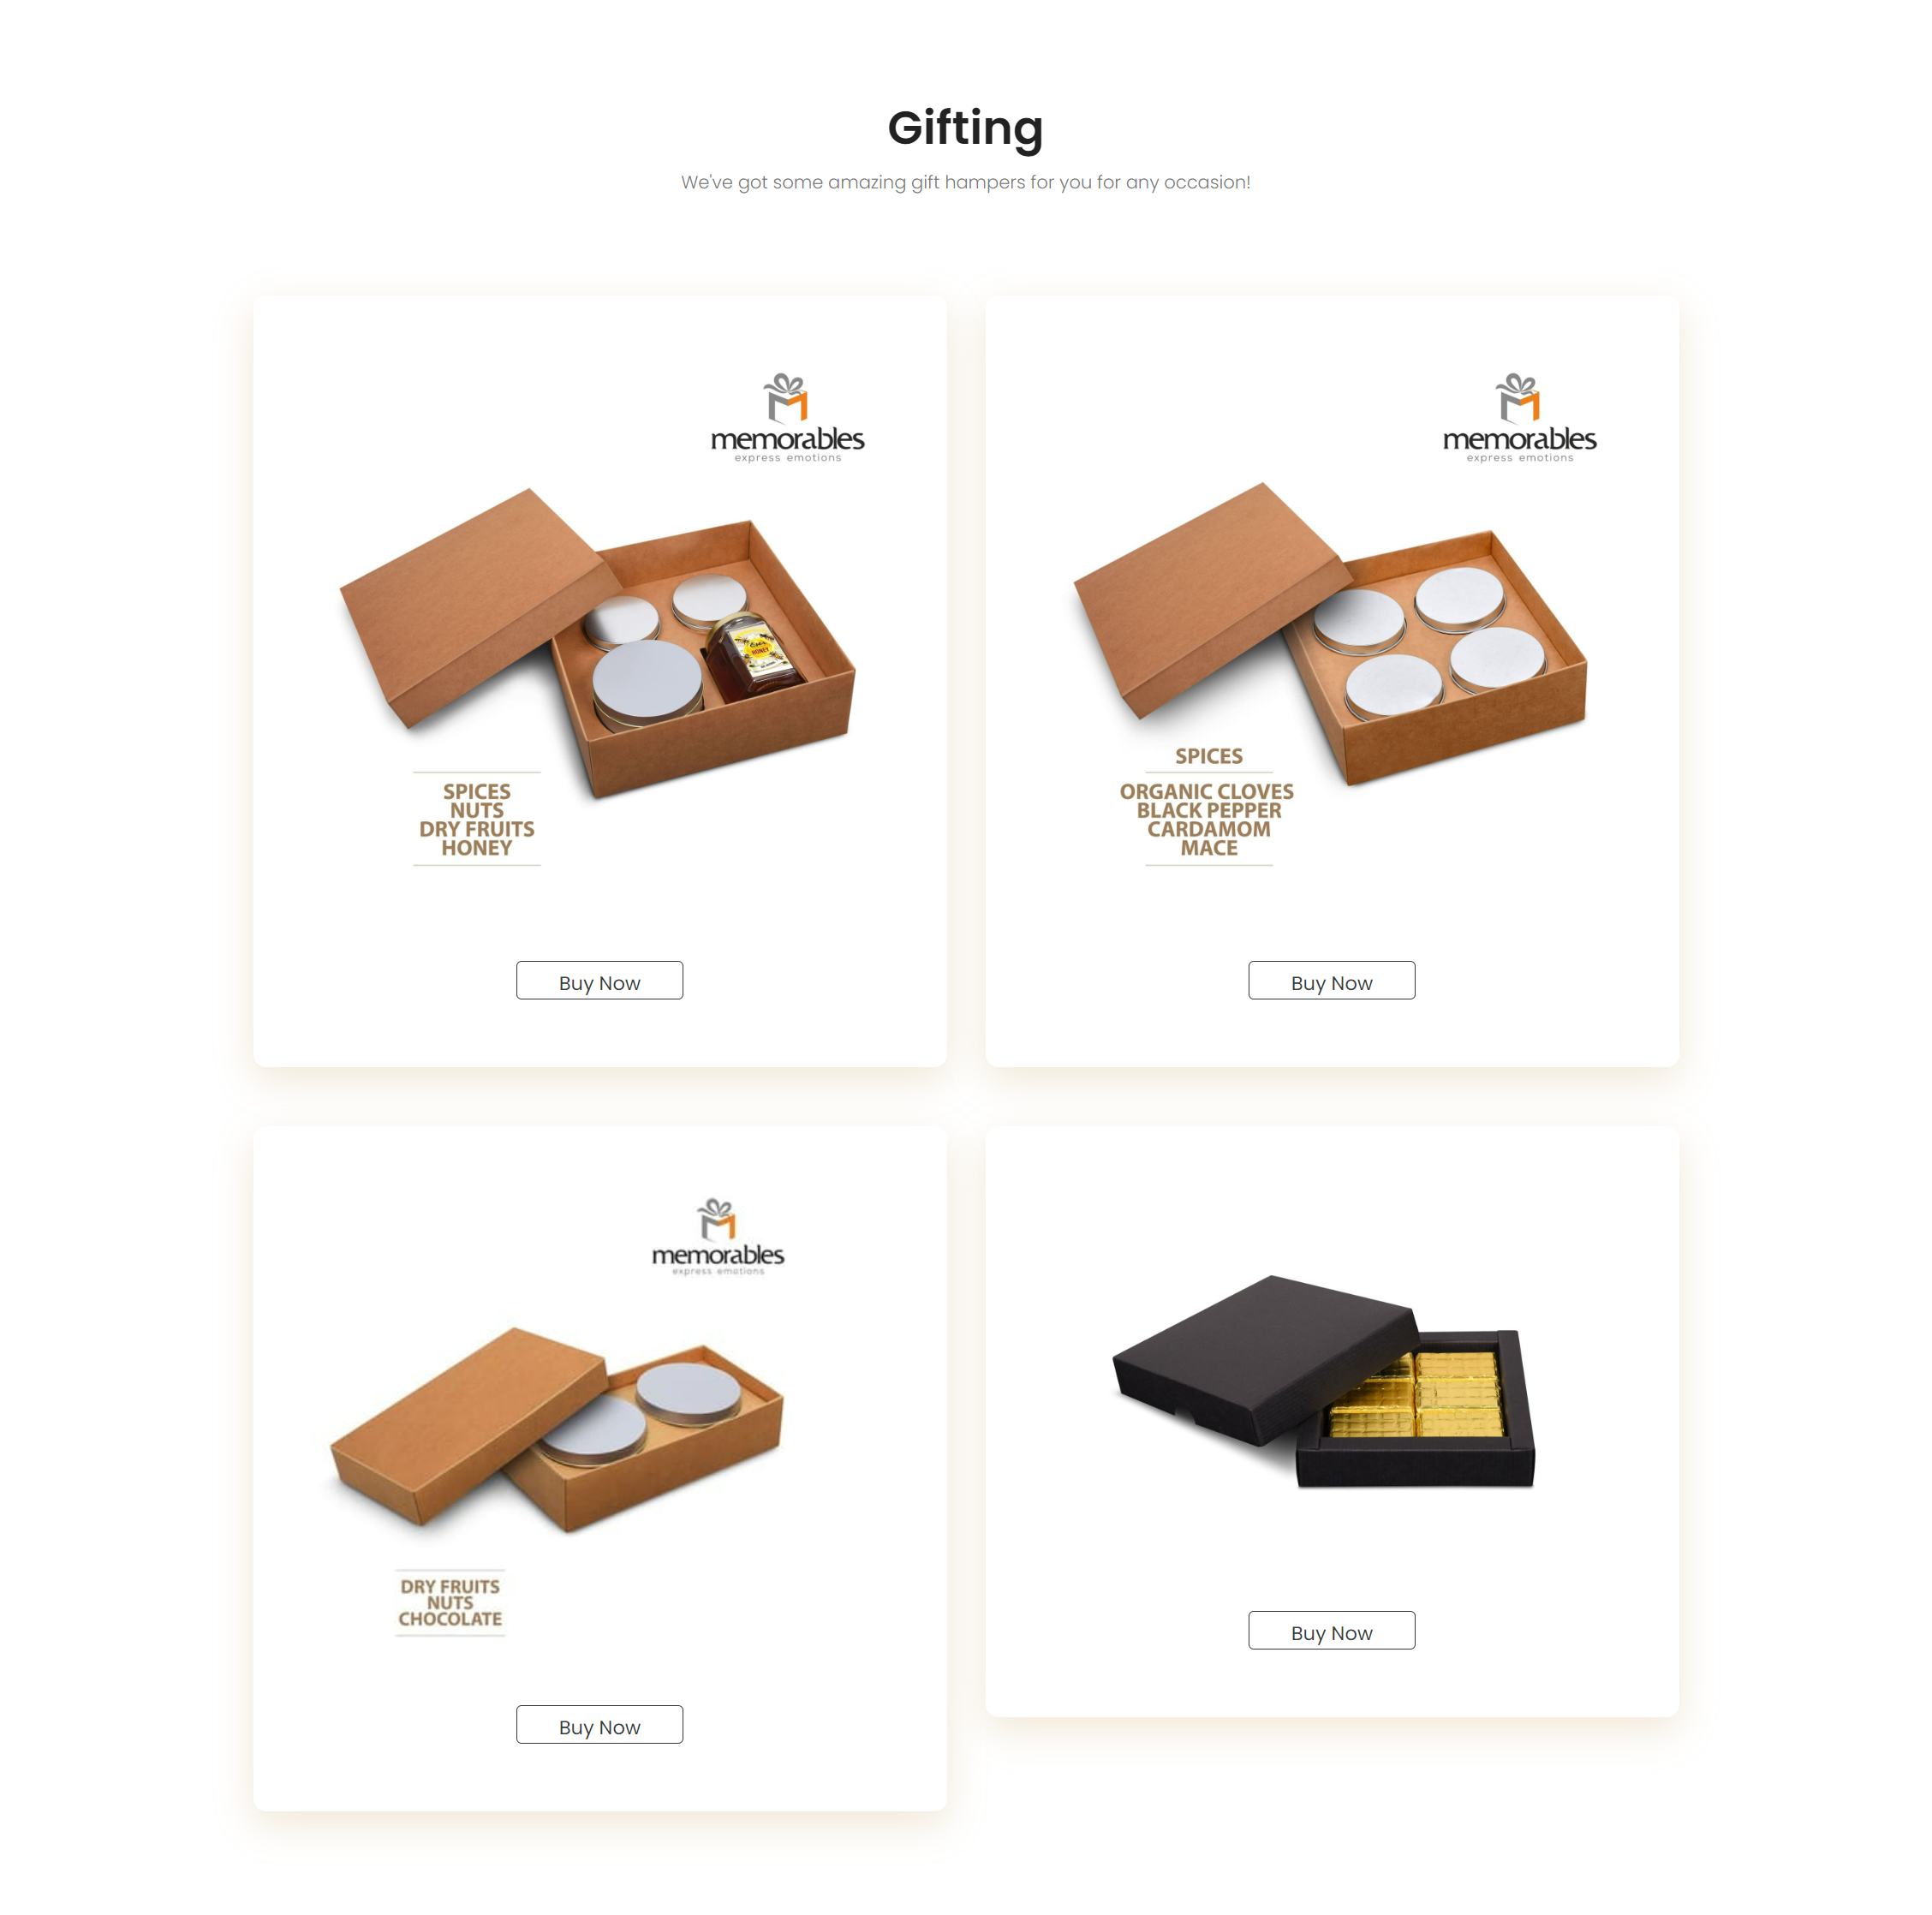 Gifting
We've got some amazing gift hampers for you for any occasion!
memorables
express emotions
HONEY
SPICES
NUTS
DRY FRUITS
HONEY
Buy Now
memorables
express emotions
SPICES
ORGANIC CLOVES
BLACK PEPPER
CARDAMOM
MACE
Buy Now
memorables
express emotions
DRY FRUITS
NUTS
CHOCOLATE
Buy Now
Buy Now